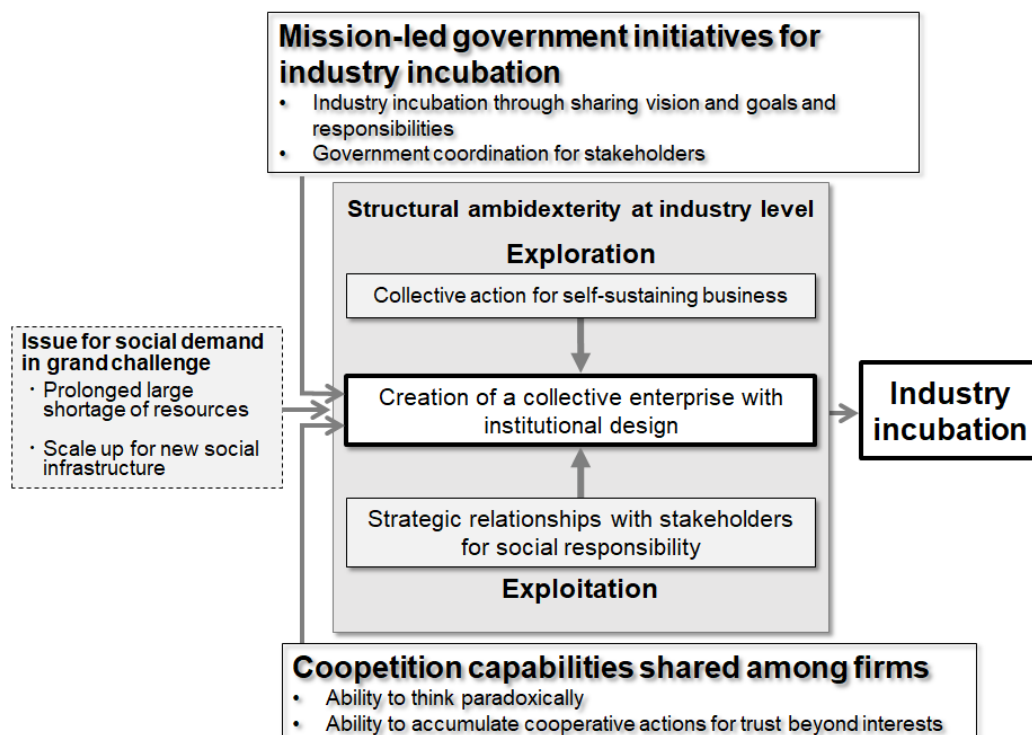 Mission-led government initiatives for
industry incubation
• Industry incubation through sharing vision and goals and
responsibilities
• Government coordination for stakeholders
Structural ambidexterity at industry level
Exploration
Collective action for self-sustaining business
Issue for social demand
in grand challenge
・Prolonged large
shortage of resources
・Scale up for new social
infrastructure
Creation of a collective enterprise with
institutional design
Industry
incubation
Strategic relationships with stakeholders
for social responsibility
Exploitation
Coopetition capabilities shared among firms
• Ability to think paradoxically
• Ability to accumulate cooperative actions for trust beyond interests